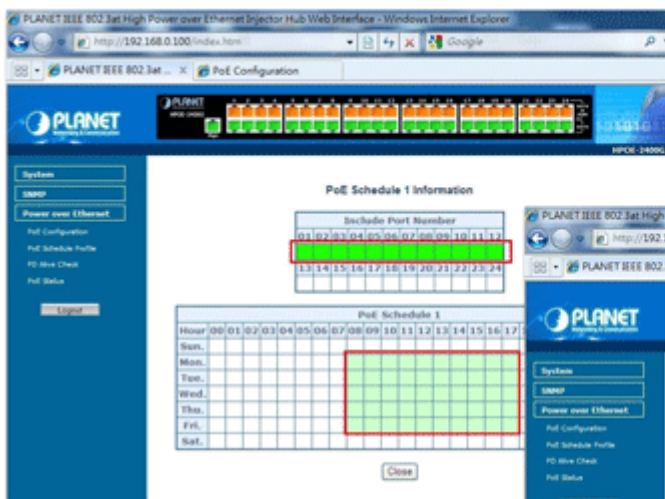 PLANET IEEE 802.3at High Power over Ethernet Injector Hub Web Interface - Windows Internet Explorer
http://192.168.0.100/index.htm
Google
PLANET IEEE 802.3at ...
PoE Configuration
PLANET
Networking & Communication
PLANET
HPOE-2400G
System
SNMP
Power over Ethernet
PoE Configuration
PoE Schedule Profile
PD Alive Check
PoE Status
Logout
PoE Schedule 1 Information
Include Port Number
01 02 03 04 05 06 07 08 09 10 11 12
13 14 15 16 17 18 19 20 21 22 23 24
PoE Schedule 1
Hour 00 01 02 03 04 05 06 07 08 09 10 11 12 13 14 15 16 17
Sun.
Mon.
Tue.
Wed.
Thu.
Fri.
Sat.
Close
PLANET IEEE 802.3at High
http://192.
PLANET IEEE 802.
PLANET
Networking & Communication
System
SNMP
Power over Ethernet
PoE Configuration
PoE Schedule Profile
PD Alive Check
PoE Status